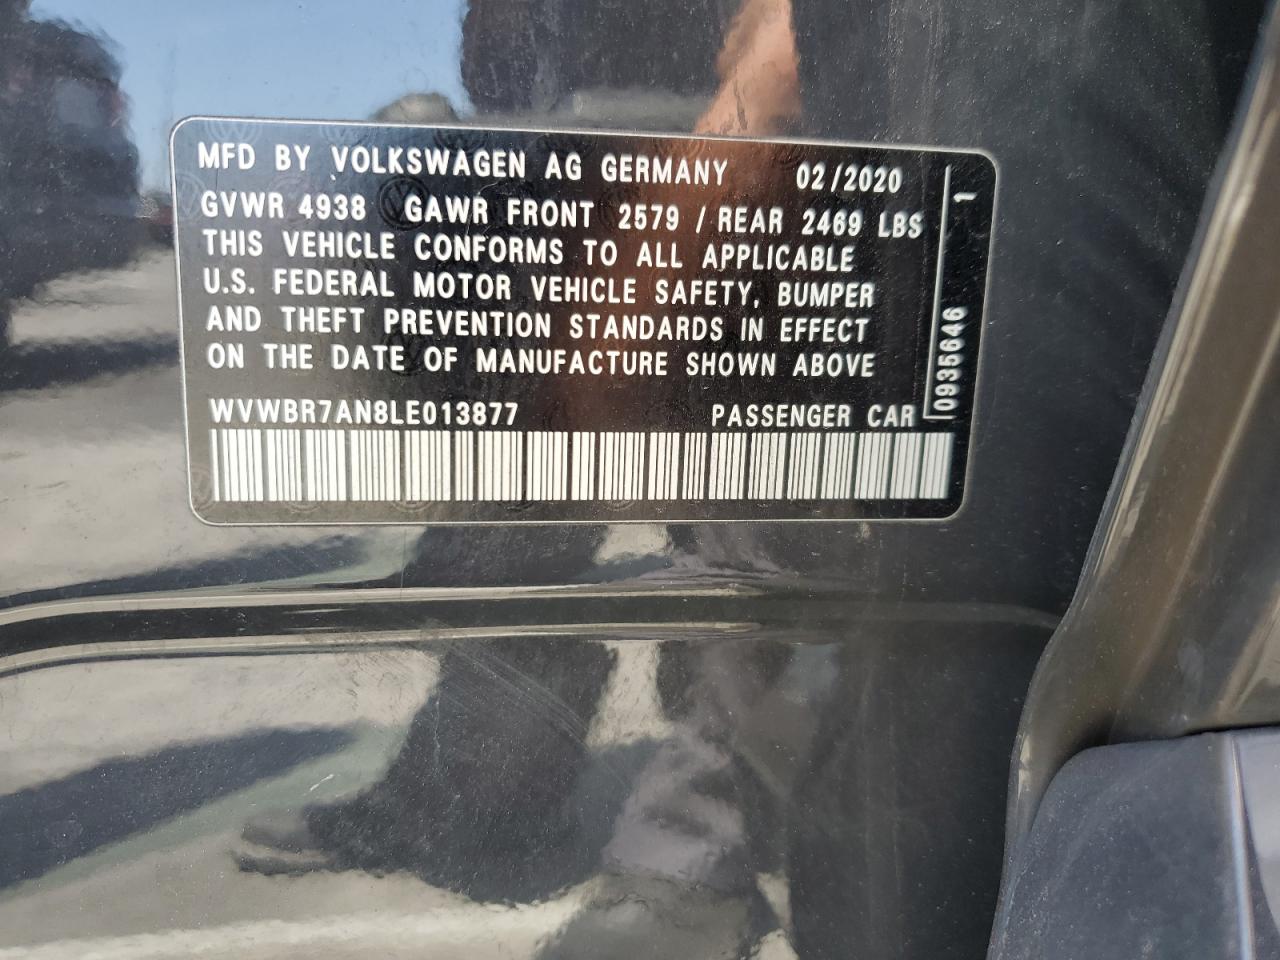 MFD BY VOLKSWAGEN AG GERMANY 02/2020
GVWR 4938 GAWR FRONT 2579 / REAR 2469 LBS
THIS VEHICLE CONFORMS TO ALL APPLICABLE
U.S. FEDERAL MOTOR VEHICLE SAFETY, BUMPER
AND THEFT PREVENTION STANDARDS IN EFFECT
ON THE DATE OF MANUFACTURE SHOWN ABOVE
WVWBR7AN8LE013877 PASSENGER CAR
0935646 1